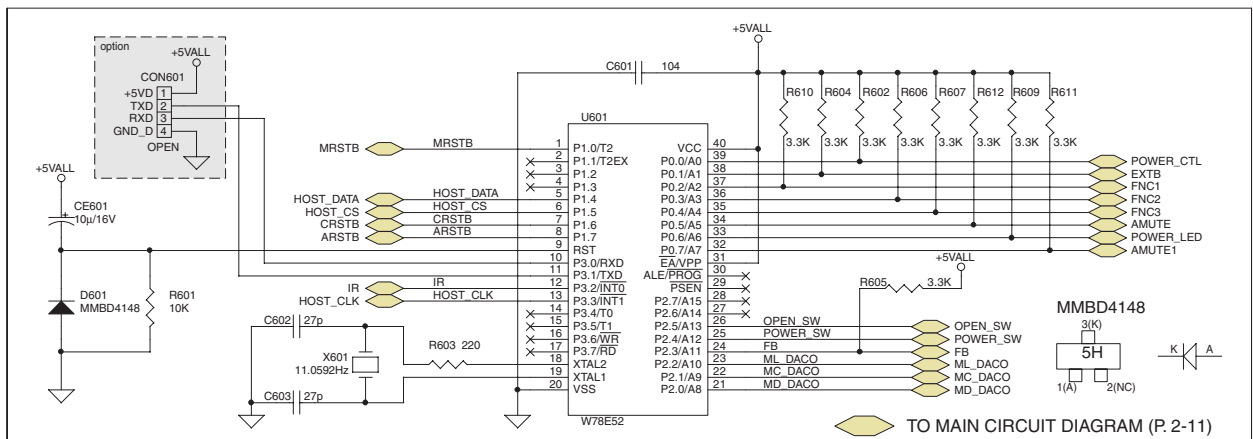 option
+5VALL
CON601
+5VD 1
TXD 2
RXD 3
GND_D 4
OPEN
+5VALL
CE601
10µ/16V
D601
MMBD4148
R601
10K
+5VALL
C601 104
R610 R604 R602 R606 R607 R612 R609 R611
3.3K 3.3K 3.3K 3.3K 3.3K 3.3K 3.3K 3.3K
U601
MRSTB MRSTB 1 P1.0/T2
2 P1.1/T2EX
3 P1.2
4 P1.3
HOST_DATA HOST_DATA 5 P1.4
HOST_CS HOST_CS 6 P1.5
CRSTB CRSTB 7 P1.6
ARSTB ARSTB 8 P1.7
9 RST
10 P3.0/RXD
11 P3.1/TXD
IR IR 12 P3.2/INT0
HOST_CLK HOST_CLK 13 P3.3/INT1
14 P3.4/T0
15 P3.5/T1
16 P3.6/WR
17 P3.7/RD
18 XTAL2
19 XTAL1
20 VSS
C602 27p
X601
11.0592Hz
R603 220
C603 27p
VCC 40
P0.0/A0 39 POWER_CTL
P0.1/A1 38 EXTB
P0.2/A2 37 FNC1
P0.3/A3 36 FNC2
P0.4/A4 35 FNC3
P0.5/A5 34 AMUTE
P0.6/A6 33 POWER_LED
P0.7/A7 32 AMUTE1
EA/VPP 31
ALE/PROG 30
PSEN 29
P2.7/A15 28
P2.6/A14 27
P2.5/A13 26 OPEN_SW OPEN_SW
P2.4/A12 25 POWER_SW POWER_SW
P2.3/A11 24 FB FB
P2.2/A10 23 ML_DACO ML_DACO
P2.1/A9 22 MC_DACO MC_DACO
P2.0/A8 21 MD_DACO MD_DACO
W78E52
+5VALL
R605 3.3K
MMBD4148
3(K)
5H
1(A) 2(NC)
K A
TO MAIN CIRCUIT DIAGRAM (P. 2-11)